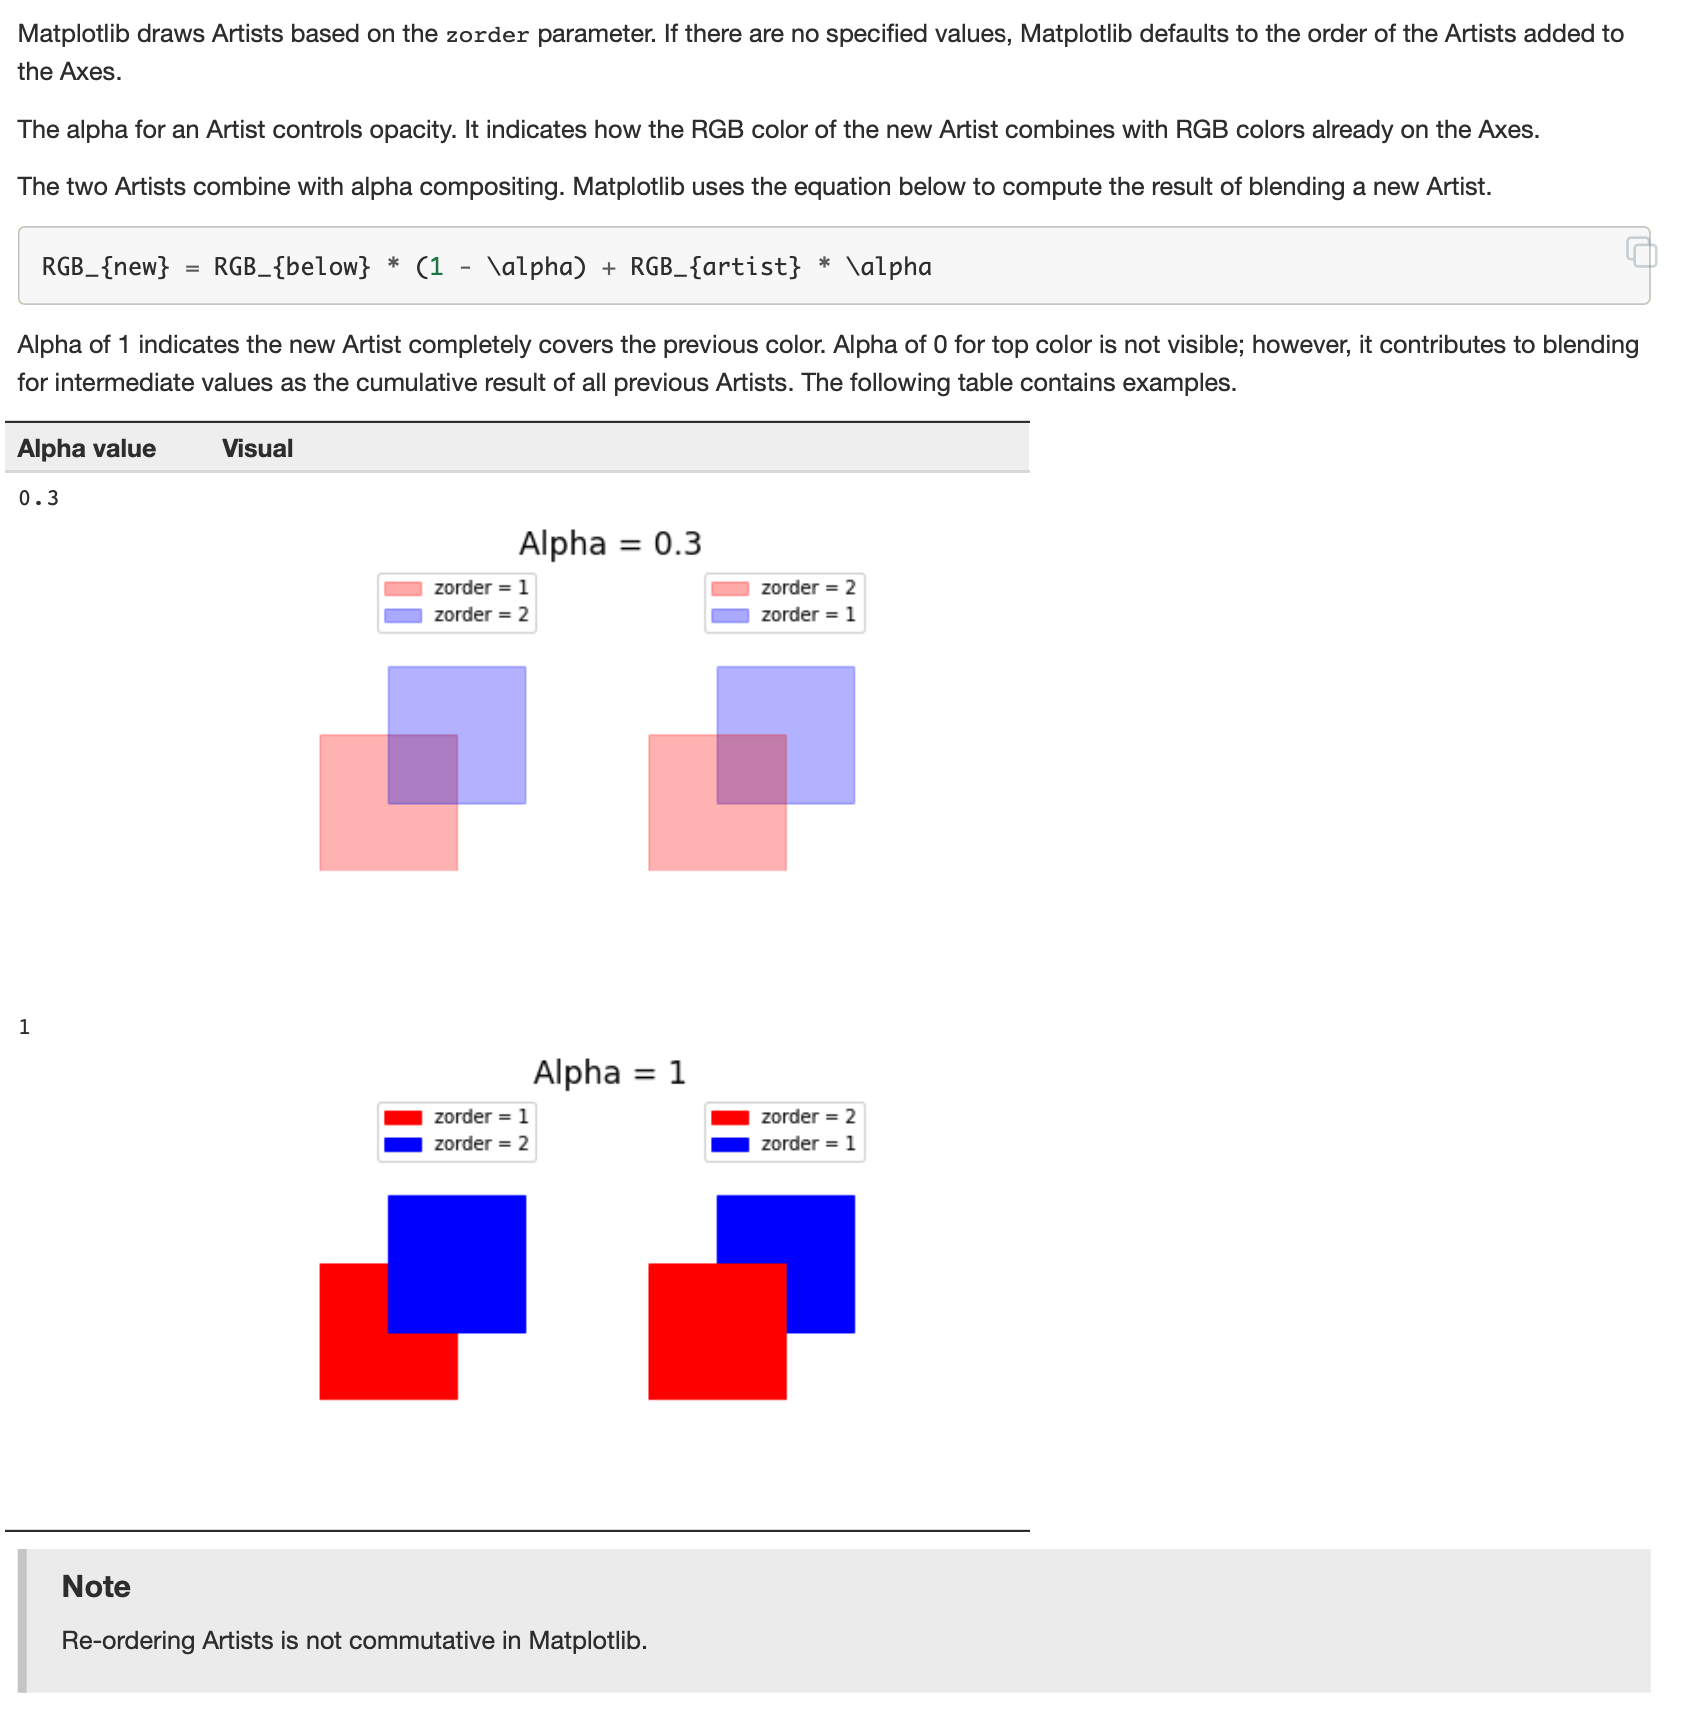 Matplotlib draws Artists based on the zorder parameter. If there are no specified values, Matplotlib defaults to the order of the Artists added to
the Axes.
The alpha for an Artist controls opacity. It indicates how the RGB color of the new Artist combines with RGB colors already on the Axes.
The two Artists combine with alpha compositing. Matplotlib uses the equation below to compute the result of blending a new Artist.
RGB_{new} = RGB_{below} * (1 - \alpha) + RGB_{artist} * \alpha
Alpha of 1 indicates the new Artist completely covers the previous color. Alpha of 0 for top color is not visible; however, it contributes to blending
for intermediate values as the cumulative result of all previous Artists. The following table contains examples.
Alpha value Visual
0.3
Alpha = 0.3
zorder = 1
zorder = 2
zorder = 2
zorder = 1
1
Alpha = 1
zorder = 1
zorder = 2
zorder = 2
zorder = 1
Note
Re-ordering Artists is not commutative in Matplotlib.